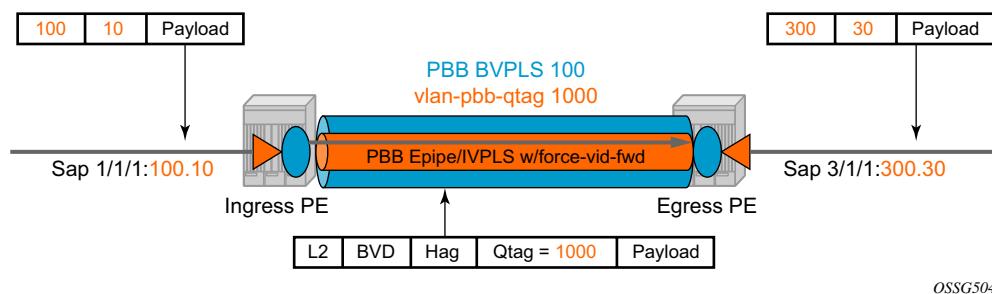 100 10 Payload
300 30 Payload
PBB BVPLS 100
vlan-pbb-qtag 1000
PBB Epipe/IVPLS w/force-vid-fwd
Sap 1/1/1:100.10
Sap 3/1/1:300.30
Ingress PE
Egress PE
L2 BVD Hag Qtag = 1000 Payload
OSSG504